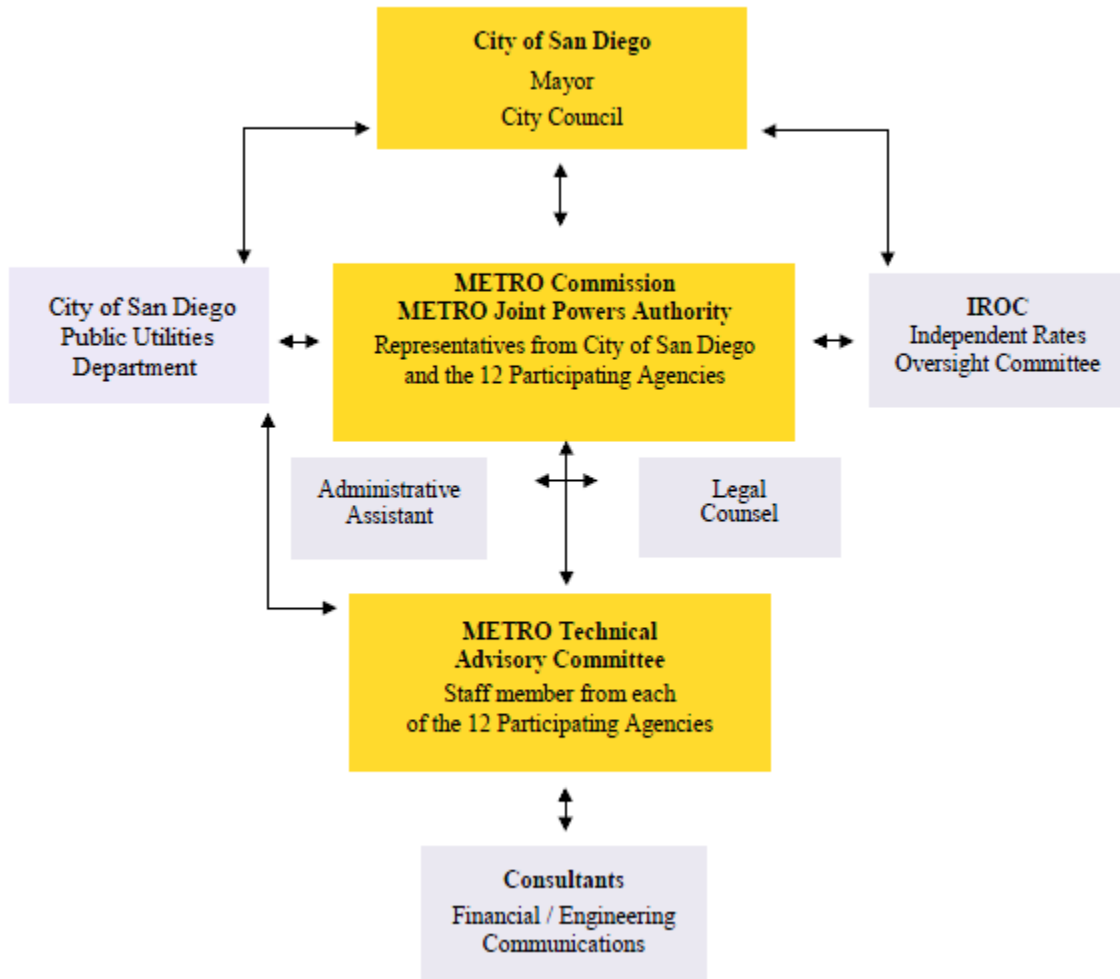 City of San Diego
Mayor
City Council
City of San Diego
Public Utilities
Department
METRO Commission
METRO Joint Powers Authority
Representatives from City of San Diego
and the 12 Participating Agencies
IROC
Independent Rates
Oversight Committee
Administrative
Assistant
Legal
Counsel
METRO Technical
Advisory Committee
Staff member from each
of the 12 Participating Agencies
Consultants
Financial / Engineering
Communications